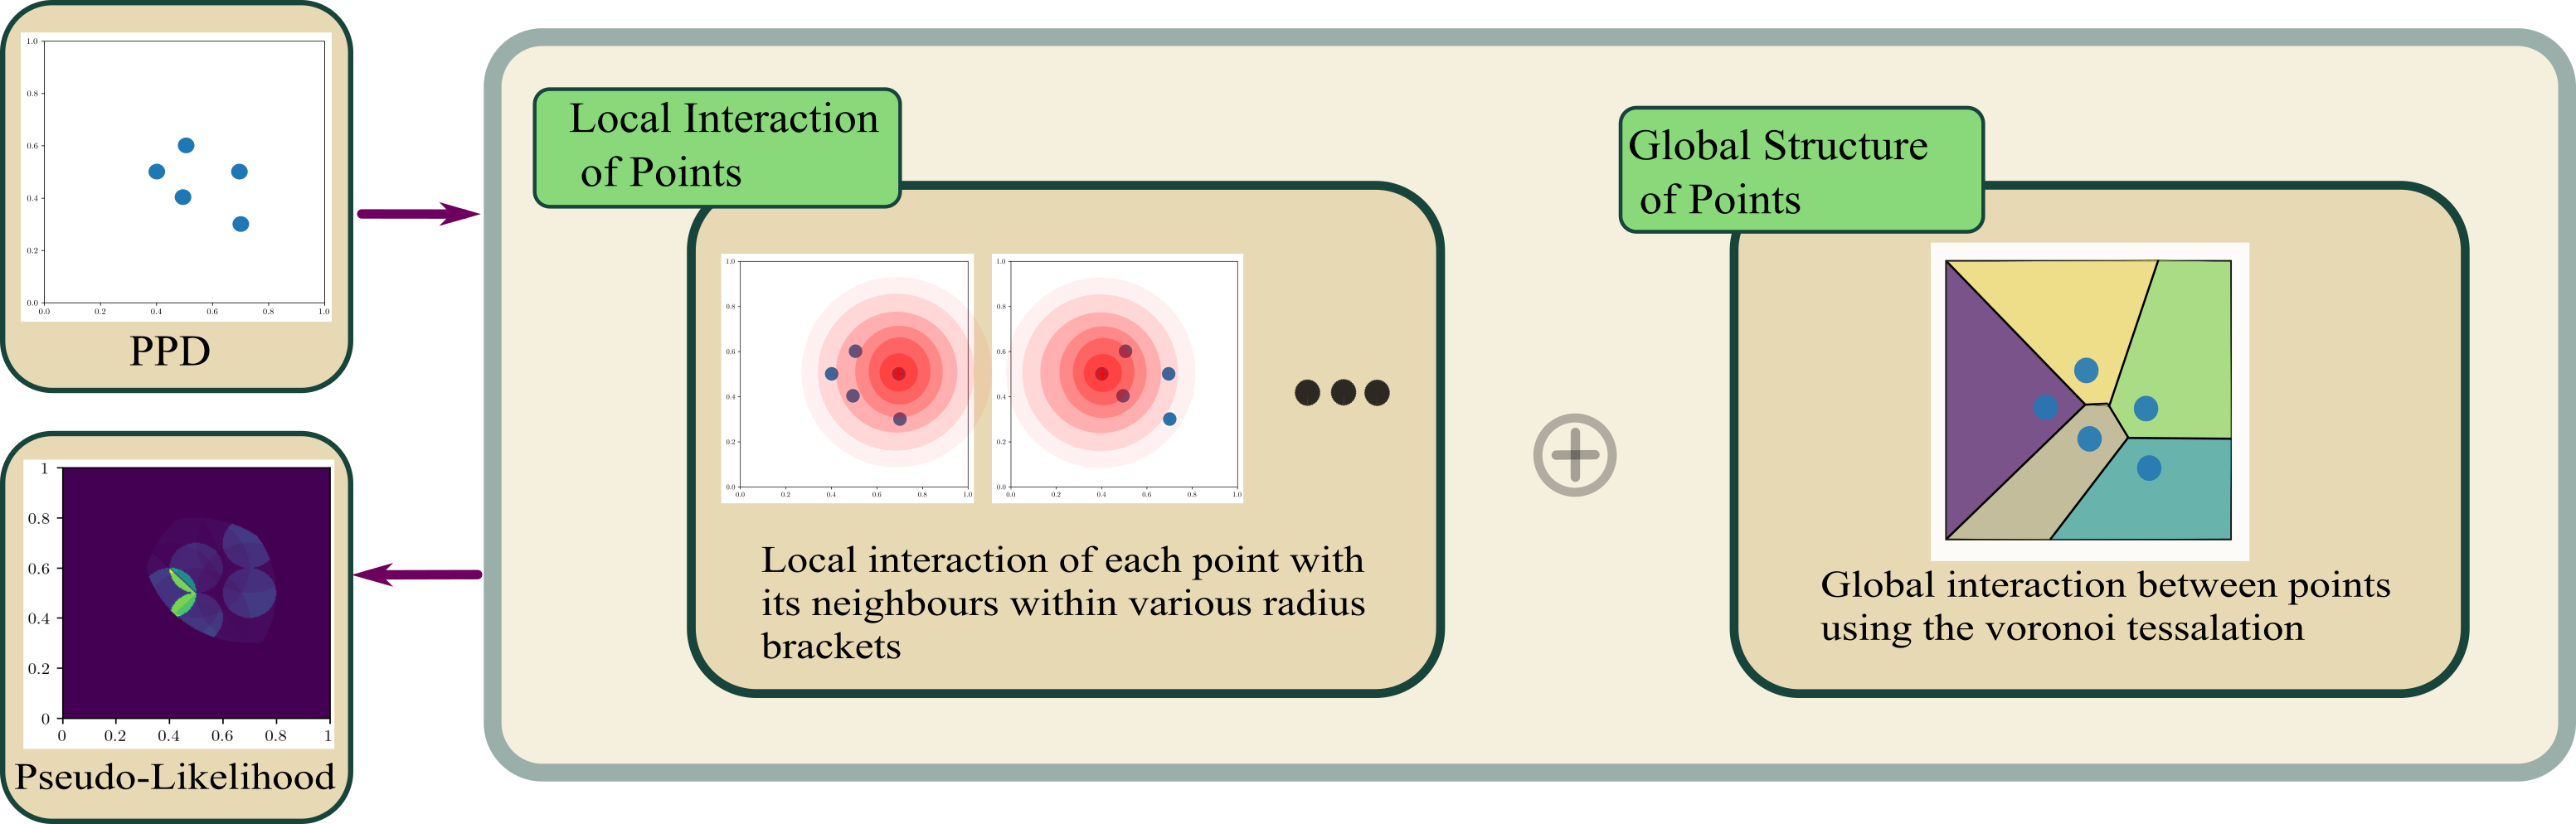 1.0
0.8
0.6
0.4
0.2
0.0
0.0 0.2 0.4 0.6 0.8 1.0
PPD
1
0.8
0.6
0.4
0.2
0
0 0.2 0.4 0.6 0.8 1
Pseudo-Likelihood
Local Interaction
of Points
1.0
0.8
0.6
0.4
0.2
0.0
0.0 0.2 0.4 0.6 0.8 1.0
1.0
0.8
0.6
0.4
0.2
0.0
0.0 0.2 0.4 0.6 0.8 1.0
Local interaction of each point with
its neighbours within various radius
brackets
Global Structure
of Points
Global interaction between points
using the voronoi tessalation